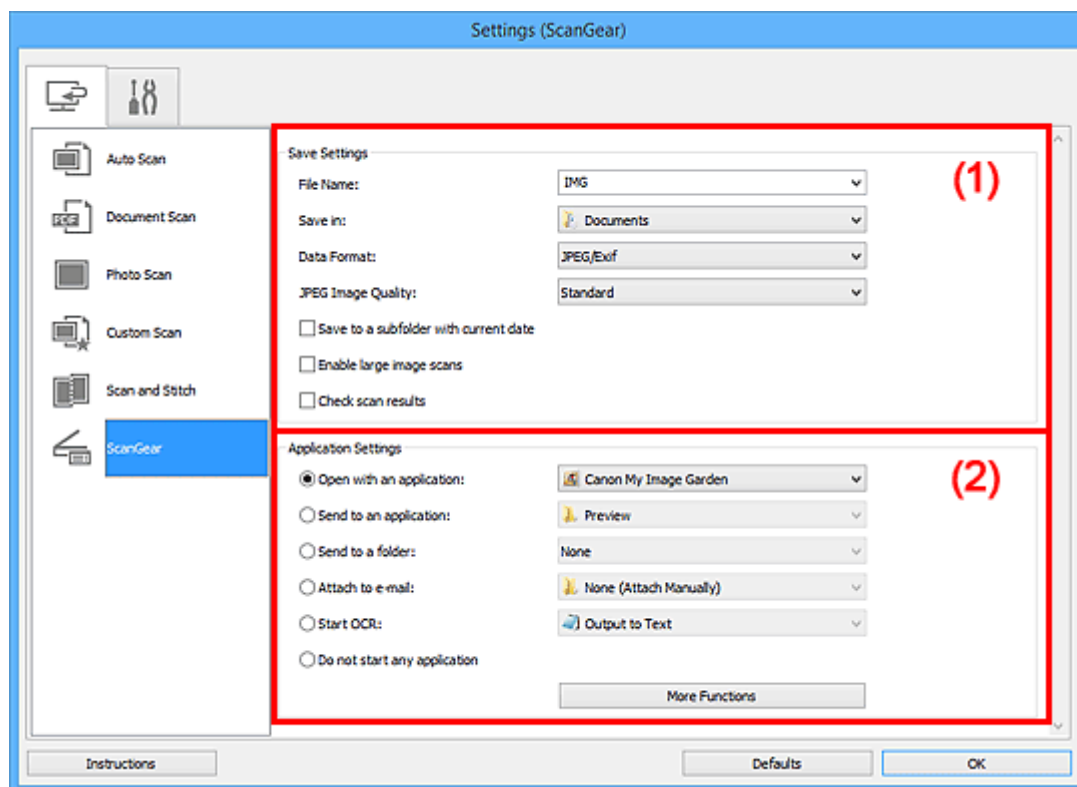 Settings (ScanGear)
Auto Scan
Document Scan
Photo Scan
Custom Scan
Scan and Stitch
ScanGear
Save Settings
(1)
File Name: IMG
Save in: Documents
Data Format: JPEG/Exif
JPEG Image Quality: Standard
Save to a subfolder with current date
Enable large image scans
Check scan results
Application Settings
(2)
Open with an application: Canon My Image Garden
Send to an application: Preview
Send to a folder: None
Attach to e-mail: None (Attach Manually)
Start OCR: Output to Text
Do not start any application
More Functions
Instructions Defaults OK